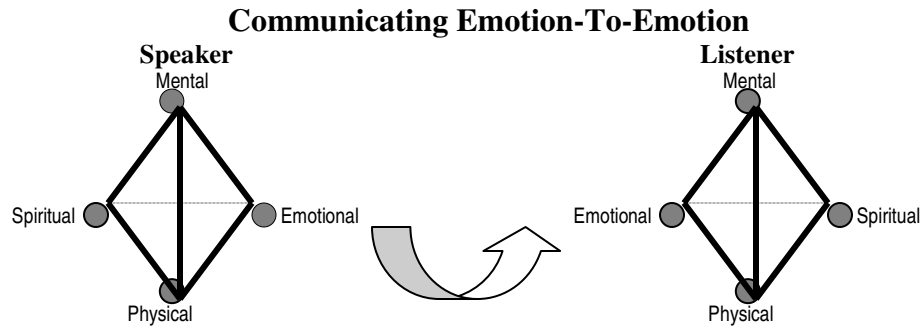 Communicating Emotion-To-Emotion
Speaker Listener
Mental Mental
Spiritual Emotional Emotional Spiritual
Physical Physical